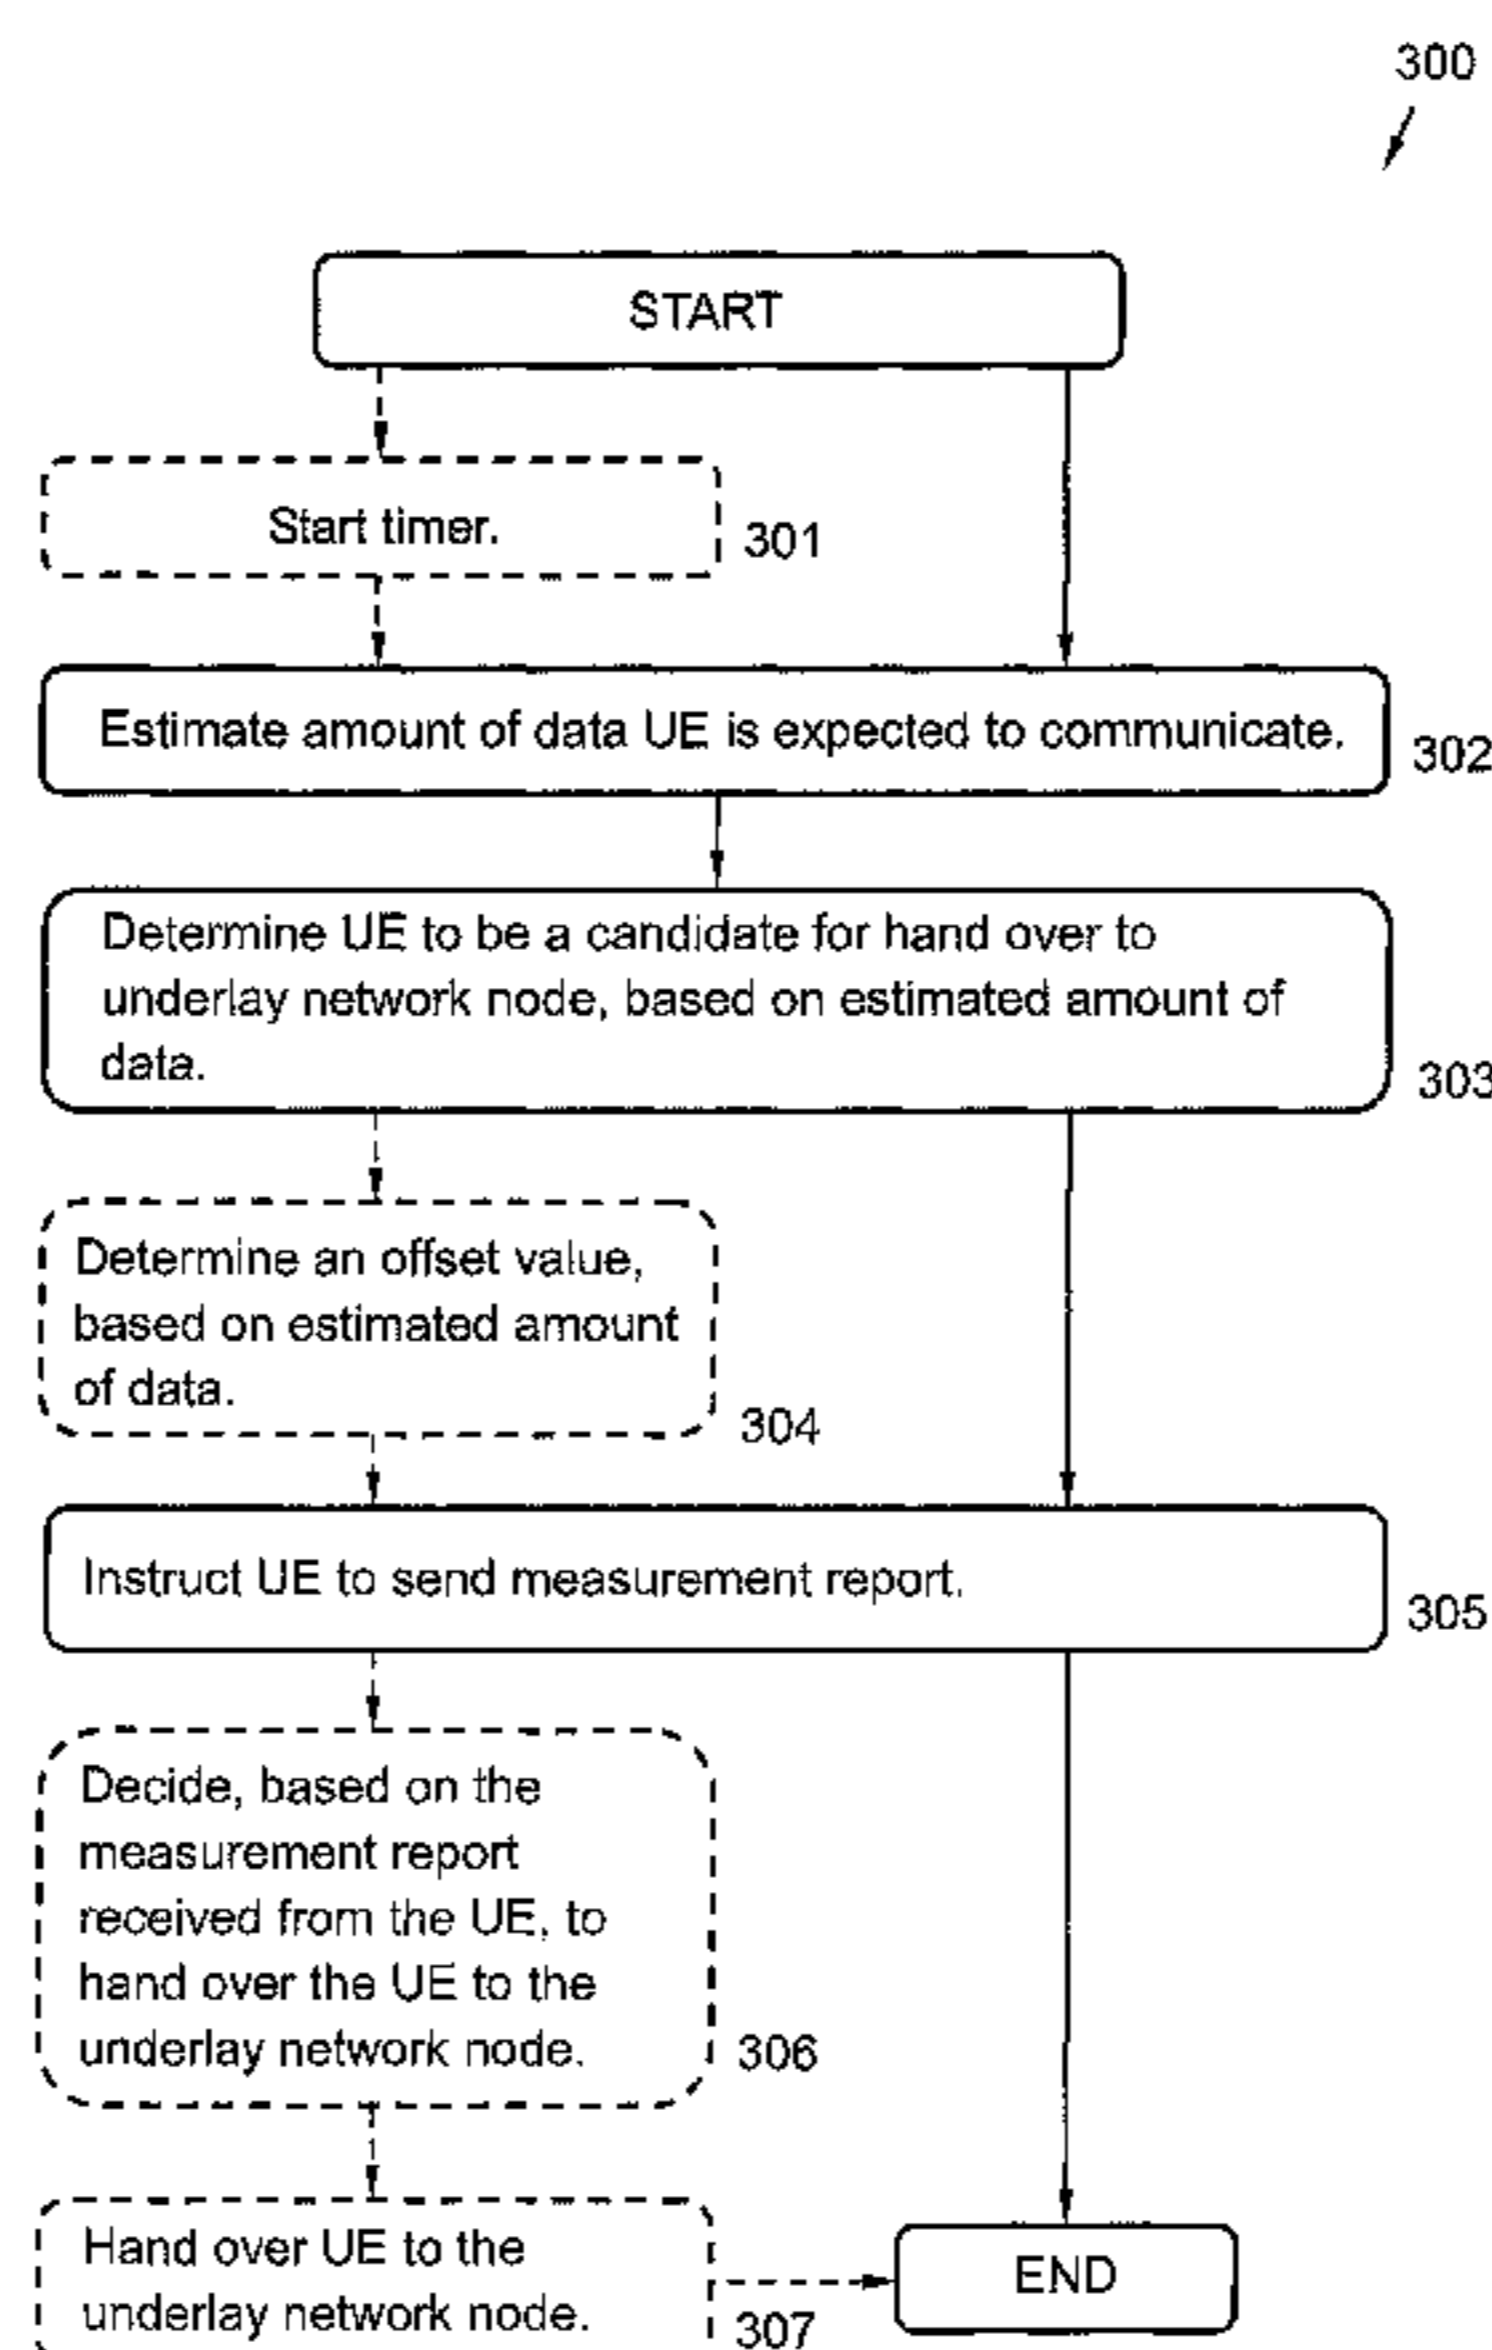 300
START
Start timer.
301
Estimate amount of data UE is expected to communicate.
302
Determine UE to be a candidate for hand over to
underlay network node, based on estimated amount of
data.
303
Determine an offset value,
based on estimated amount
of data.
304
Instruct UE to send measurement report.
305
Decide, based on the
measurement report
received from the UE, to
hand over the UE to the
underlay network node.
306
Hand over UE to the
underlay network node.
307
END